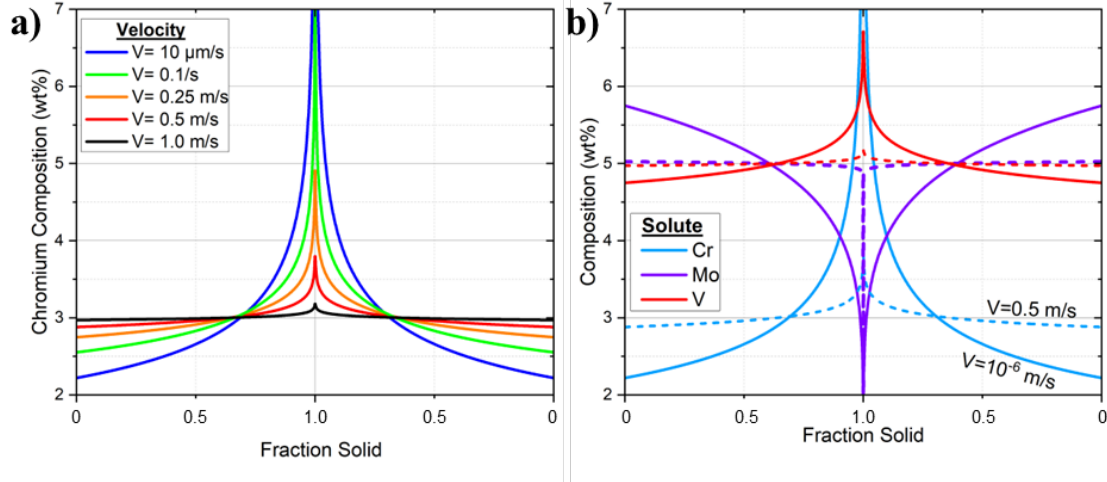 a)
Chromium Composition (wt%)
7
6
5
4
3
2
Velocity
V= 10 µm/s
V= 0.1/s
V= 0.25 m/s
V= 0.5 m/s
V= 1.0 m/s
0
0.5
1.0
0.5
0
Fraction Solid
b)
Composition (wt%)
7
6
5
4
3
2
Solute
Cr
Mo
V
V=0.5 m/s
V=10⁻⁶ m/s
0
0.5
1.0
0.5
0
Fraction Solid